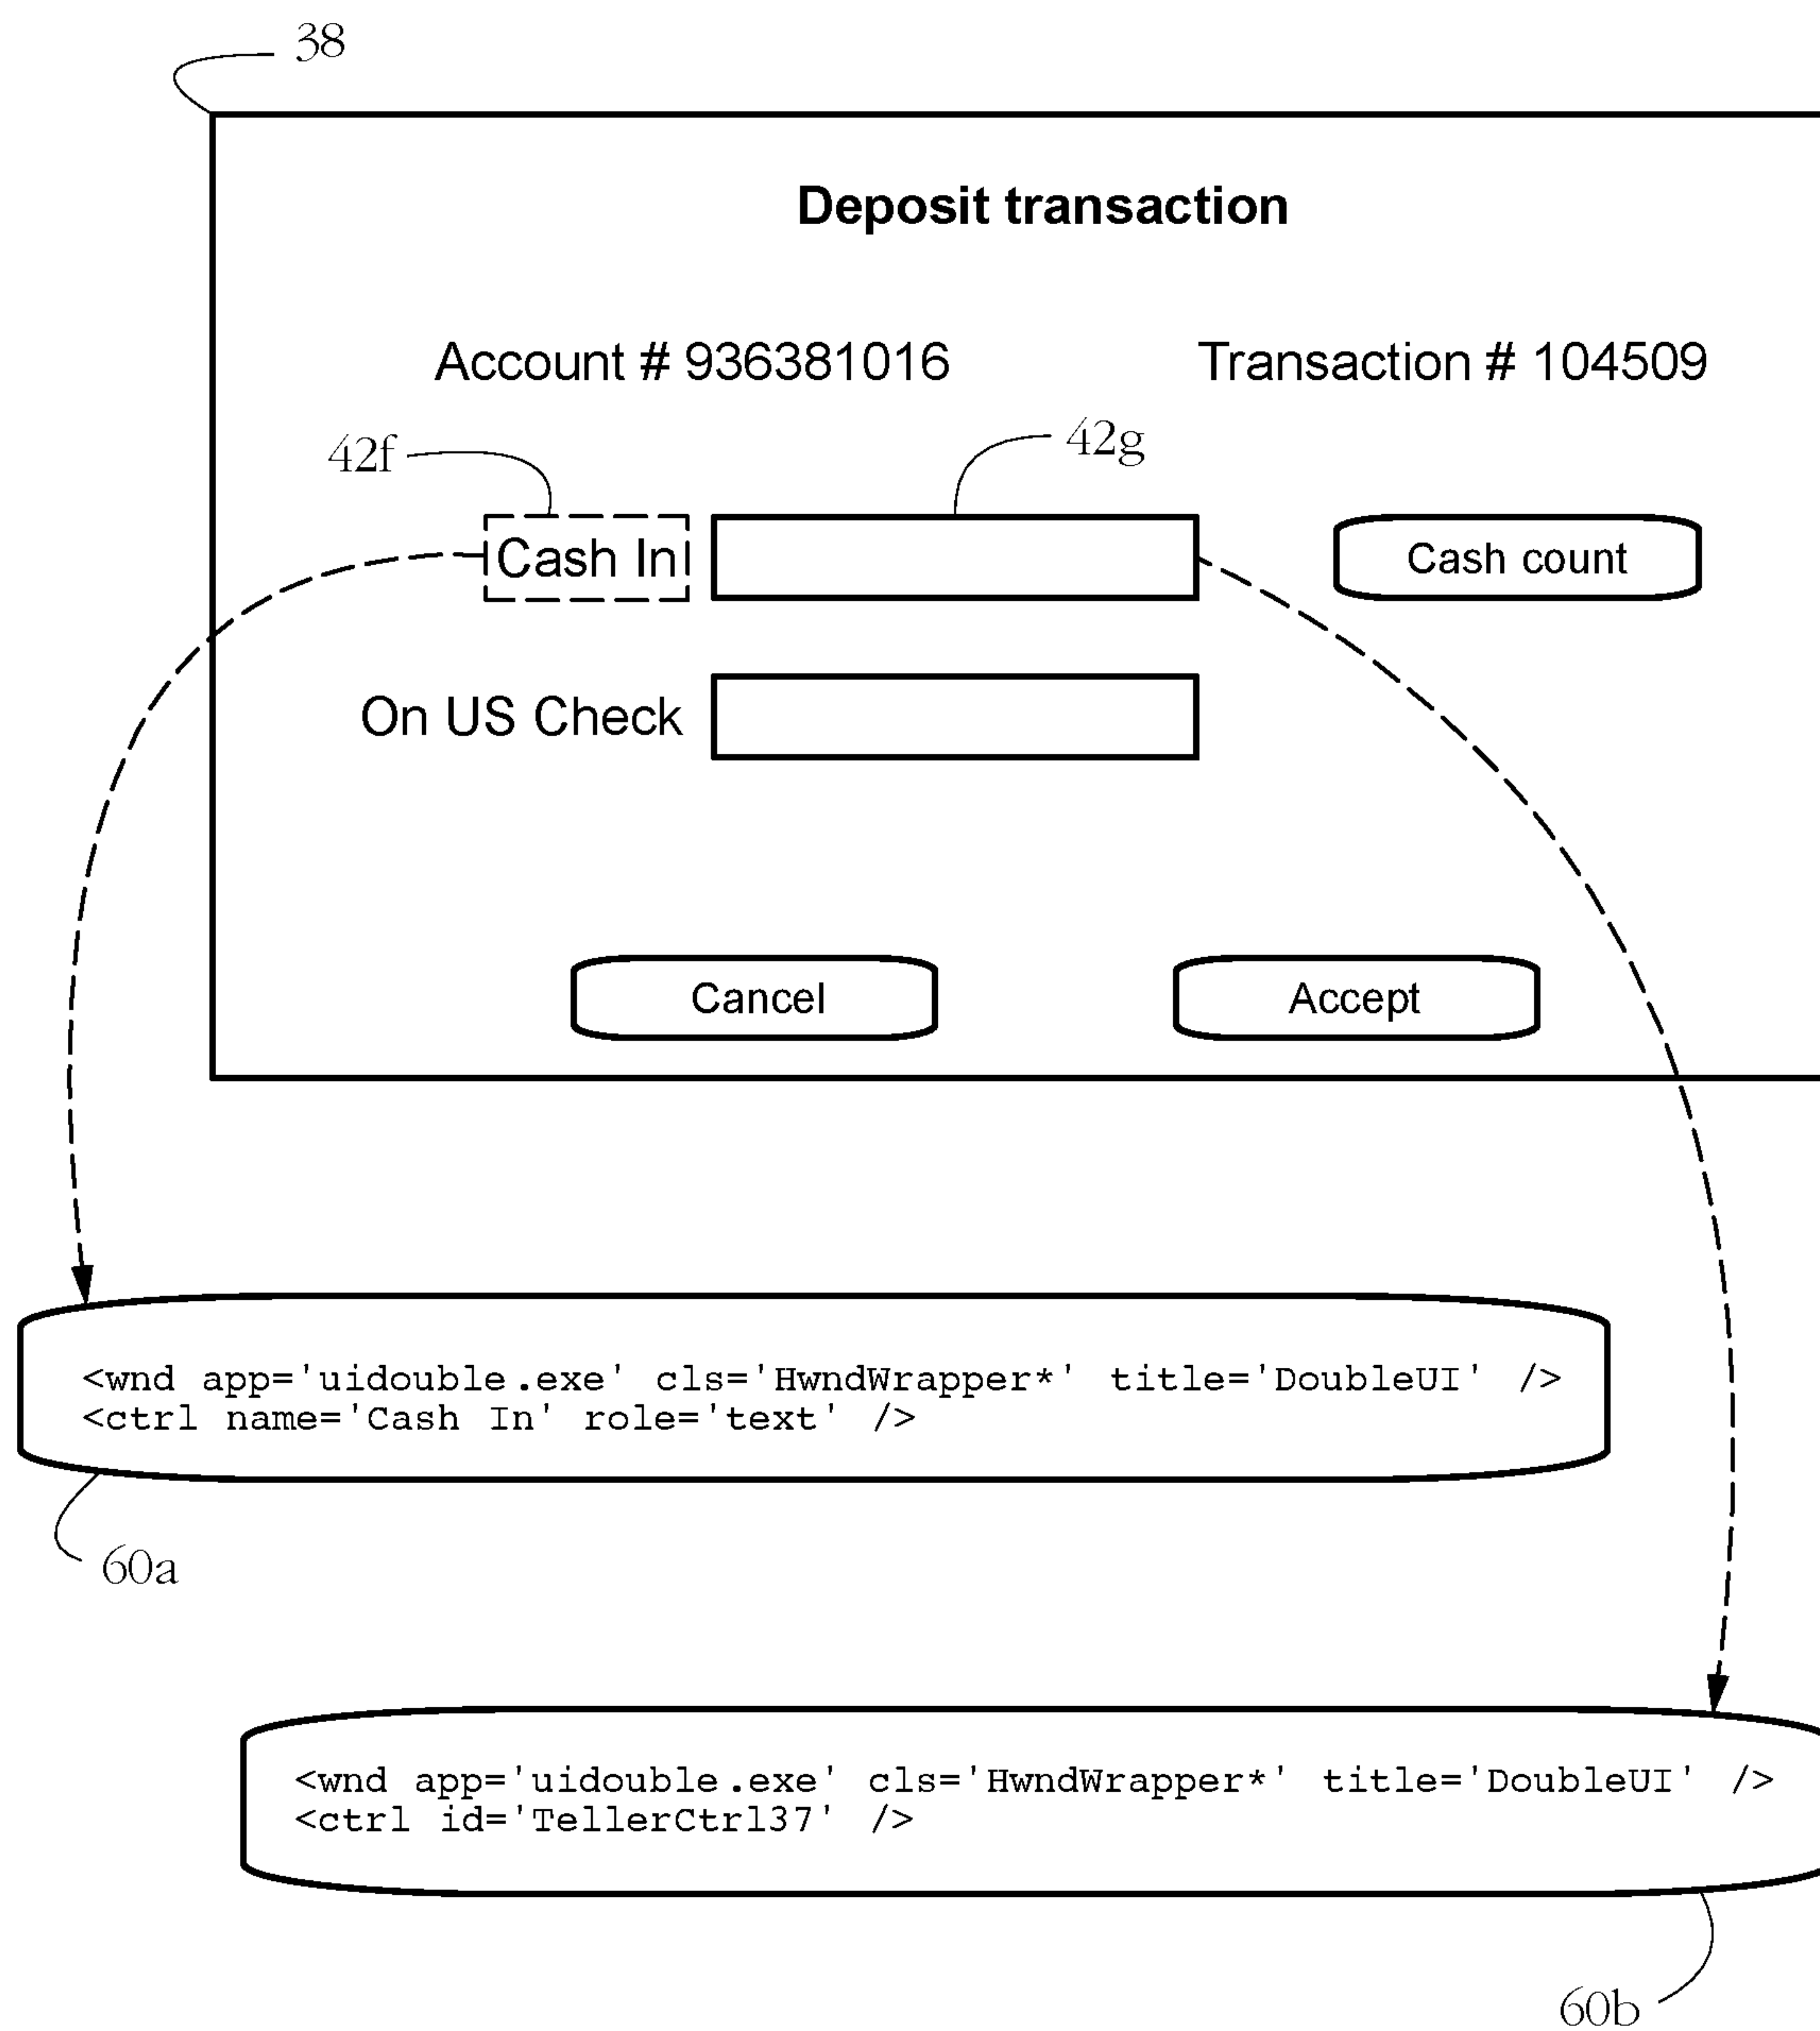 38
Deposit transaction
Account # 936381016 Transaction # 104509
42f 42g
Cash In Cash count
On US Check
Cancel Accept
<wnd app='uidouble.exe' cls='HwndWrapper*' title='DoubleUI' />
<ctrl name='Cash In' role='text' />
60a
<wnd app='uidouble.exe' cls='HwndWrapper*' title='DoubleUI' />
<ctrl id='TellerCtrl37' />
60b